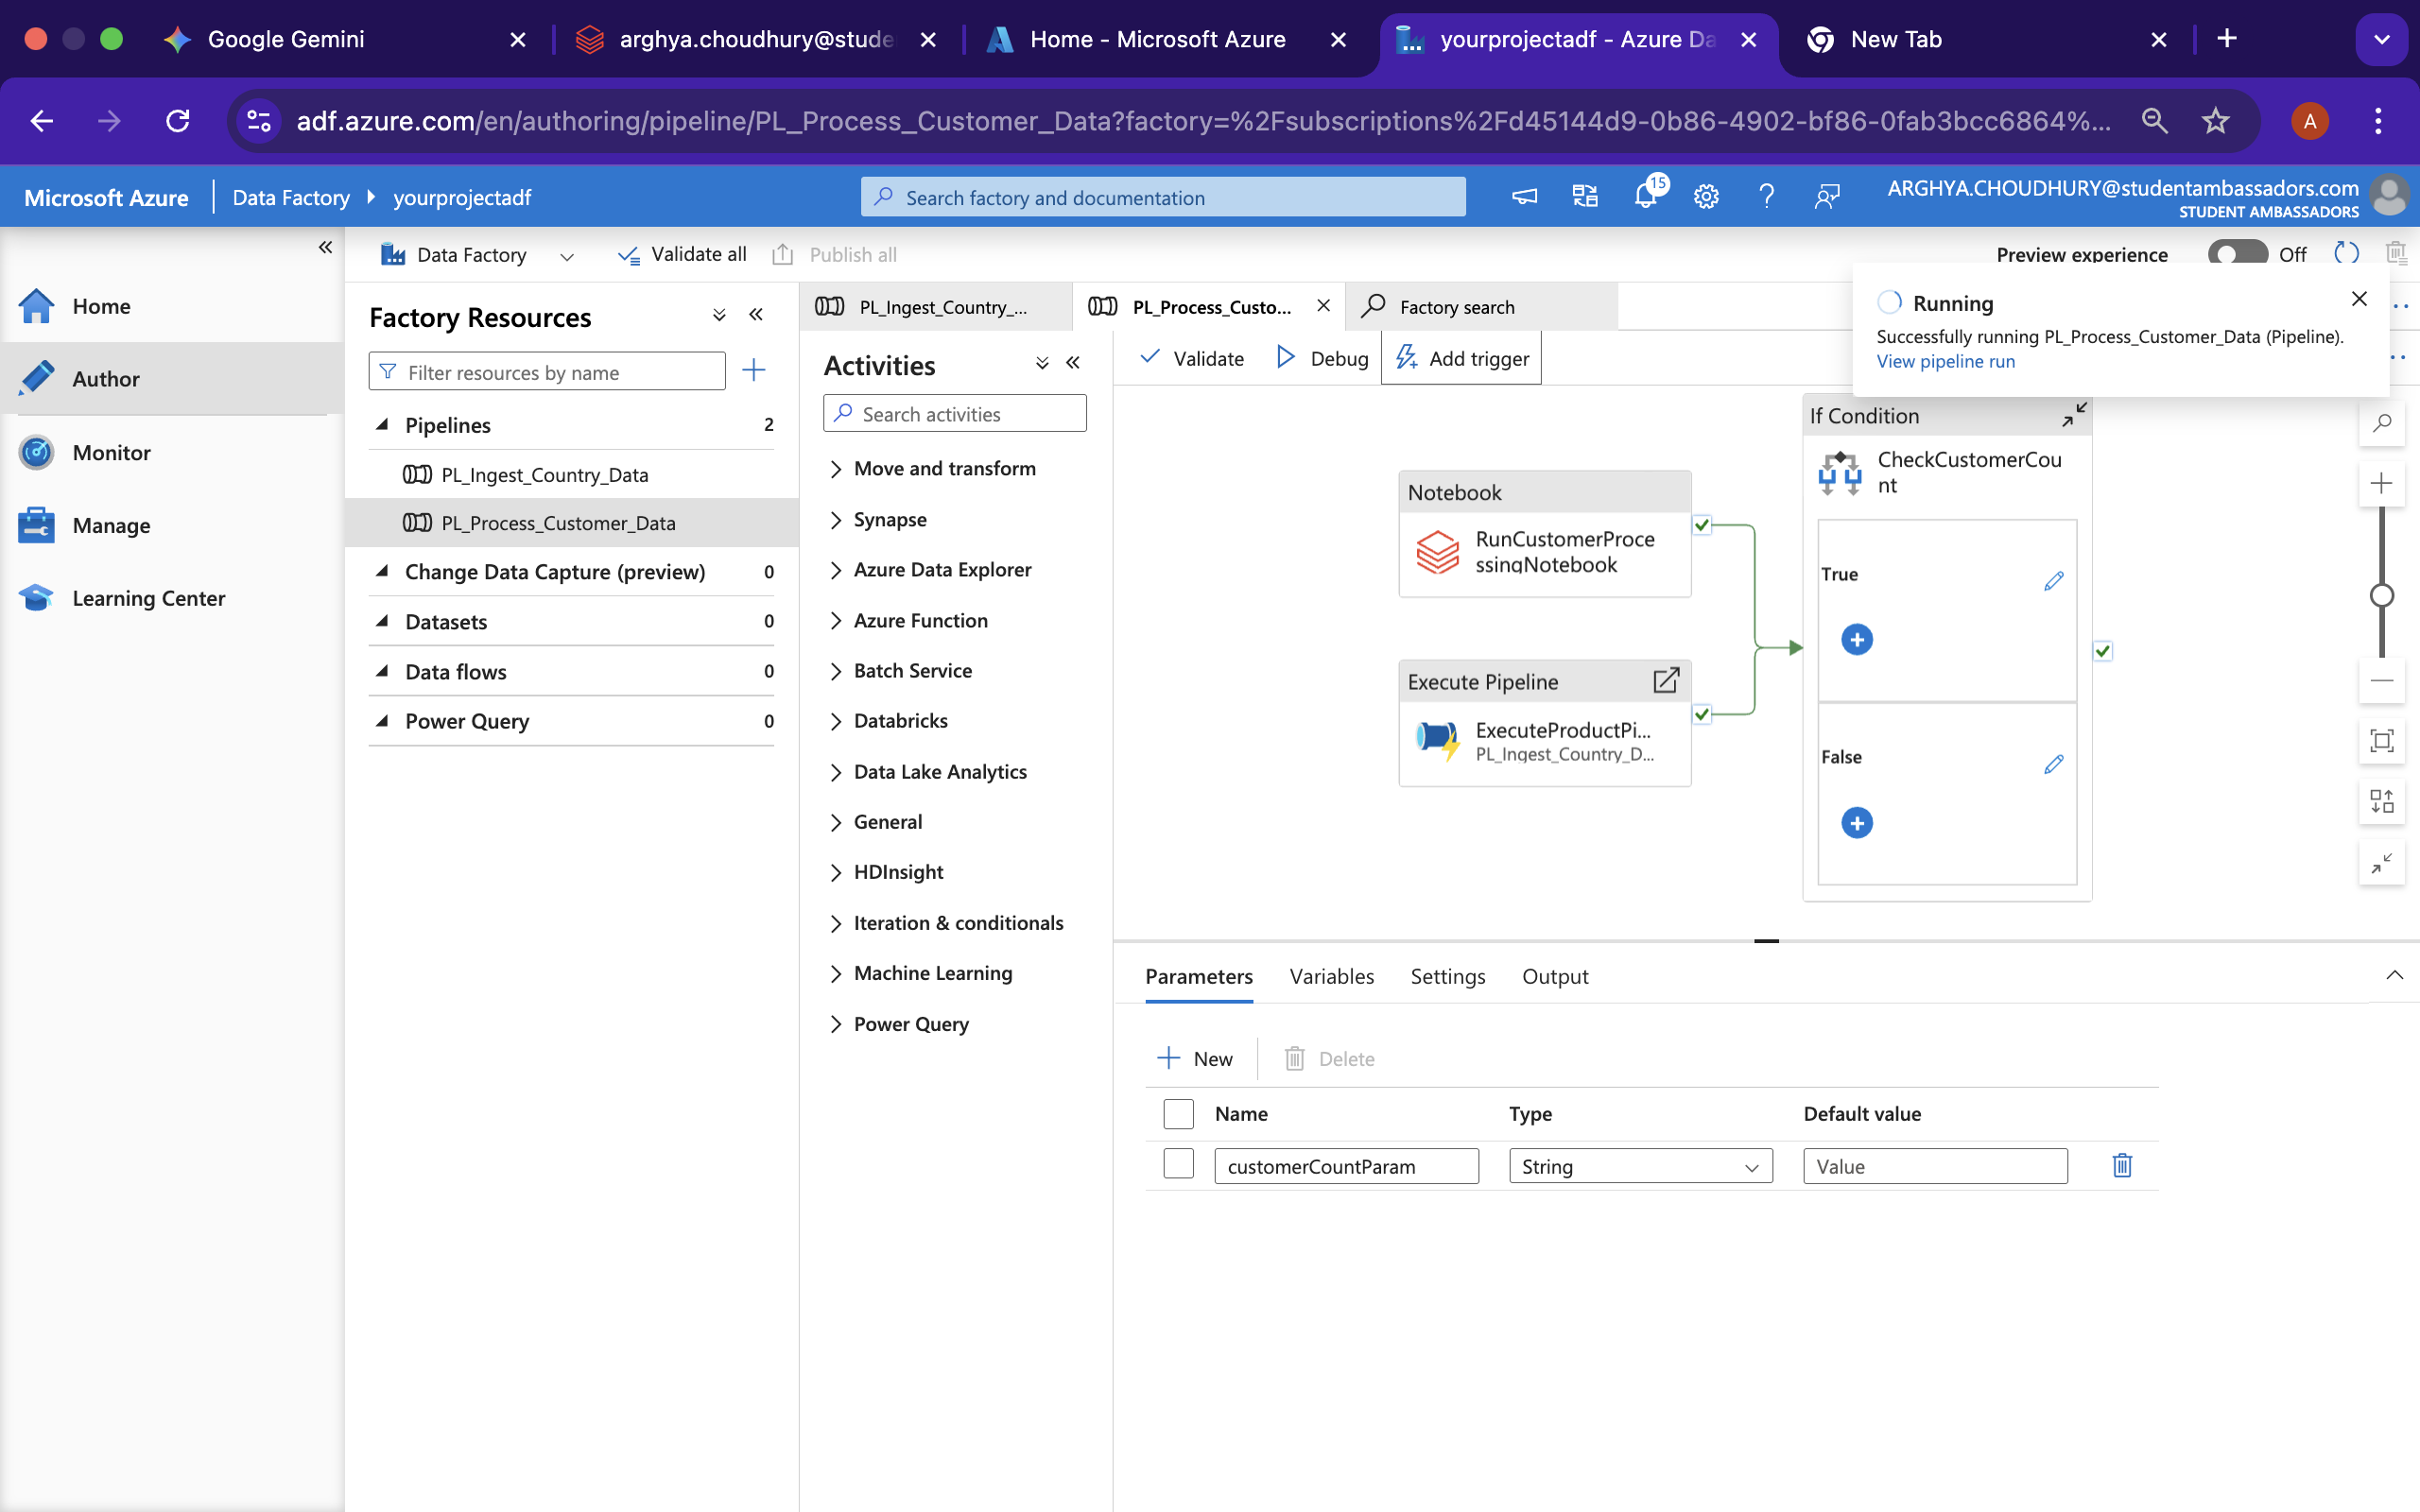 Google Gemini
arghya.choudhury@stude
Home - Microsoft Azure
yourprojectadf - Azure Da
New Tab
adf.azure.com/en/authoring/pipeline/PL_Process_Customer_Data?factory=%2Fsubscriptions%2Fd45144d9-0b86-4902-bf86-0fab3bcc6864%...
A
Microsoft Azure
Data Factory
yourprojectadf
Search factory and documentation
15
ARGHYA.CHOUDHURY@studentambassadors.com
STUDENT AMBASSADORS
Home
Author
Monitor
Manage
Learning Center
Data Factory
Validate all
Publish all
Preview experience
Off
Factory Resources
Filter resources by name
Pipelines
2
PL_Ingest_Country_Data
PL_Process_Customer_Data
Change Data Capture (preview)
0
Datasets
0
Data flows
0
Power Query
0
PL_Ingest_Country_...
PL_Process_Custo...
Factory search
Activities
Search activities
Move and transform
Synapse
Azure Data Explorer
Azure Function
Batch Service
Databricks
Data Lake Analytics
General
HDInsight
Iteration & conditionals
Machine Learning
Power Query
Validate
Debug
Add trigger
Running
Successfully running PL_Process_Customer_Data (Pipeline).
View pipeline run
Notebook
RunCustomerProce
ssingNotebook
Execute Pipeline
ExecuteProductPi...
PL_Ingest_Country_D...
If Condition
CheckCustomerCou
nt
True
False
Parameters
Variables
Settings
Output
New
Delete
Name
Type
Default value
customerCountParam
String
Value